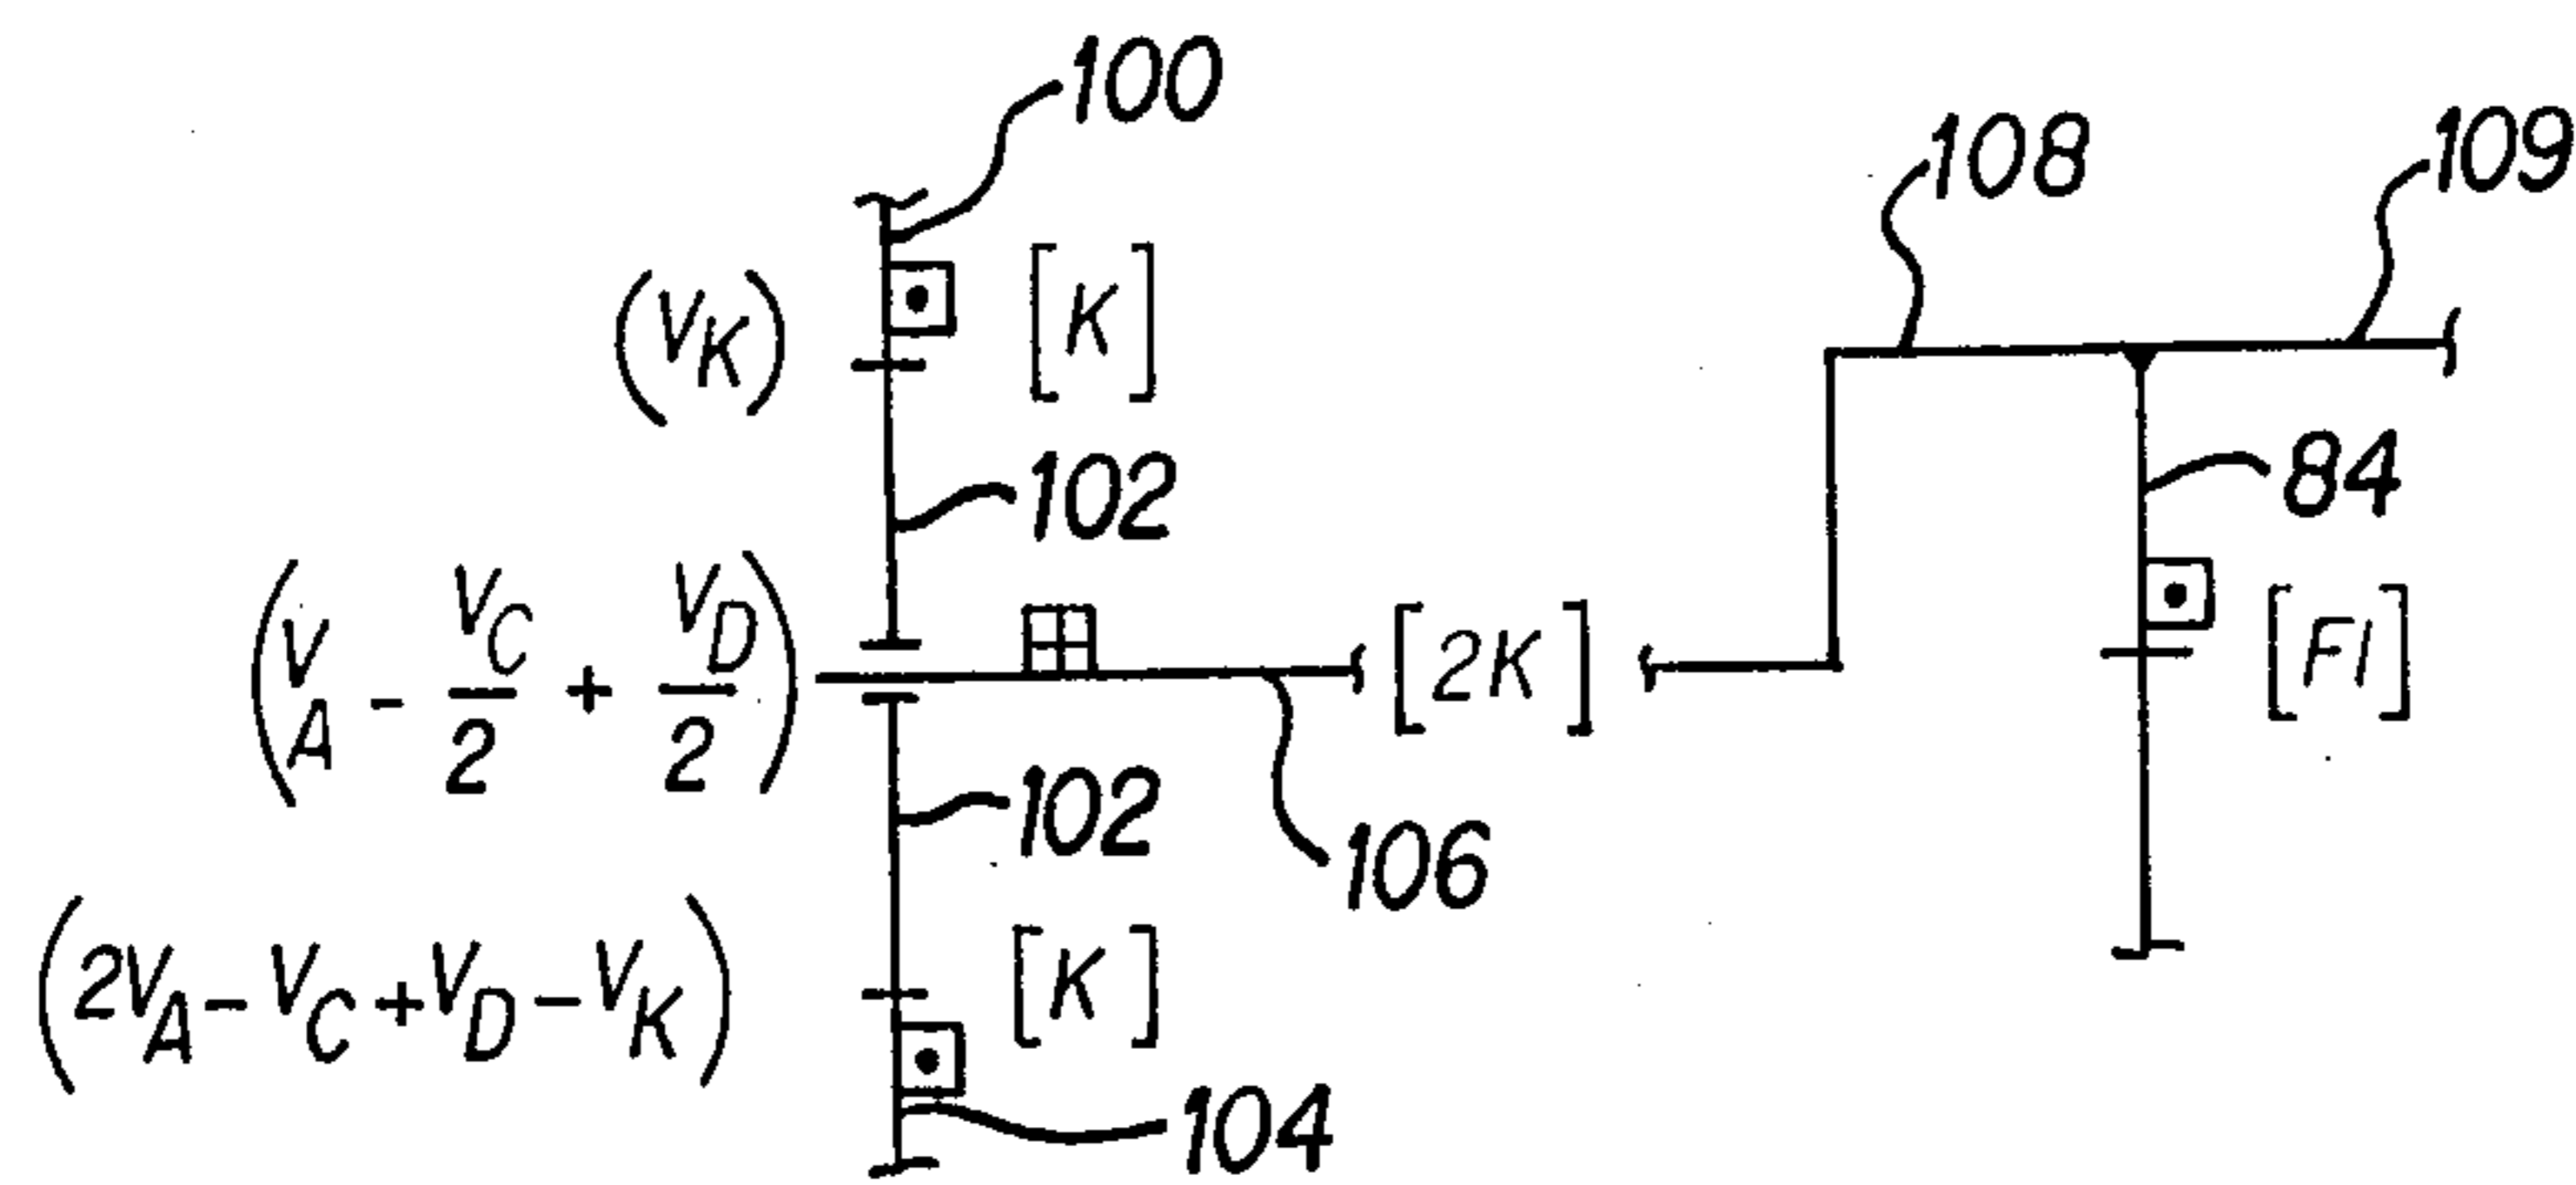 100
108
109
(V_K)
[K]
102
84
(V_A - V_C/2 + V_D/2)
[2K]
[F1]
102
106
(2V_A - V_C + V_D - V_K)
[K]
104